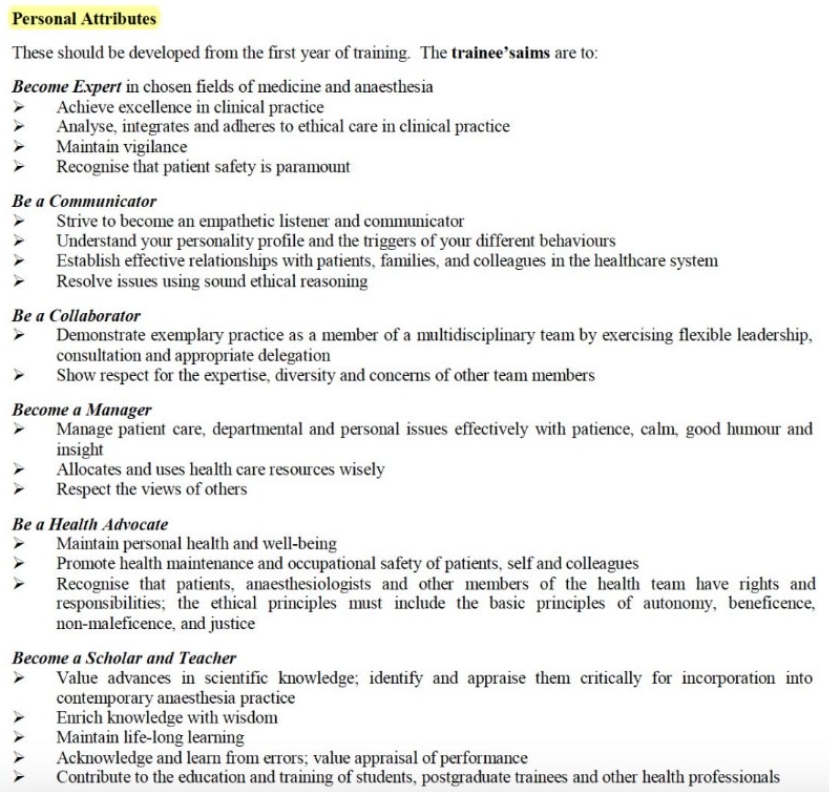 Personal Attributes
These should be developed from the first year of training. The trainee'saims are to:
Become Expert in chosen fields of medicine and anaesthesia
➢ Achieve excellence in clinical practice
➢ Analyse, integrates and adheres to ethical care in clinical practice
➢ Maintain vigilance
➢ Recognise that patient safety is paramount
Be a Communicator
➢ Strive to become an empathetic listener and communicator
➢ Understand your personality profile and the triggers of your different behaviours
➢ Establish effective relationships with patients, families, and colleagues in the healthcare system
➢ Resolve issues using sound ethical reasoning
Be a Collaborator
➢ Demonstrate exemplary practice as a member of a multidisciplinary team by exercising flexible leadership,
consultation and appropriate delegation
➢ Show respect for the expertise, diversity and concerns of other team members
Become a Manager
➢ Manage patient care, departmental and personal issues effectively with patience, calm, good humour and
insight
➢ Allocates and uses health care resources wisely
➢ Respect the views of others
Be a Health Advocate
➢ Maintain personal health and well-being
➢ Promote health maintenance and occupational safety of patients, self and colleagues
➢ Recognise that patients, anaesthesiologists and other members of the health team have rights and
responsibilities; the ethical principles must include the basic principles of autonomy, beneficence,
non-maleficence, and justice
Become a Scholar and Teacher
➢ Value advances in scientific knowledge; identify and appraise them critically for incorporation into
contemporary anaesthesia practice
➢ Enrich knowledge with wisdom
➢ Maintain life-long learning
➢ Acknowledge and learn from errors; value appraisal of performance
➢ Contribute to the education and training of students, postgraduate trainees and other health professionals